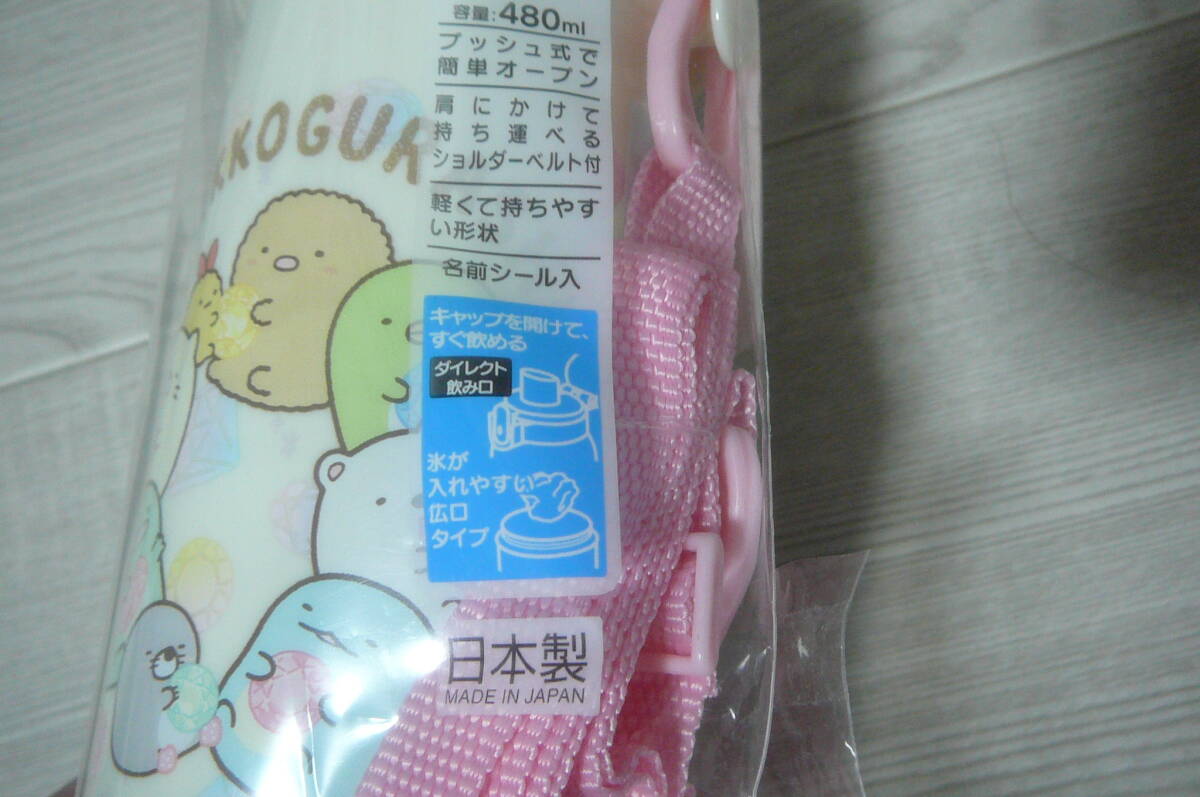 容量:480ml
プッシュ式で
簡単オープン
肩にかけて
持ち運べる
ショルダーベルト付
軽くて持ちやす
い形状
名前シール入
キャップを開けて、
すぐ飲める
ダイレクト
飲み口
氷が
入れやすい
広口
タイプ
日本製
MADE IN JAPAN
KKOGUR